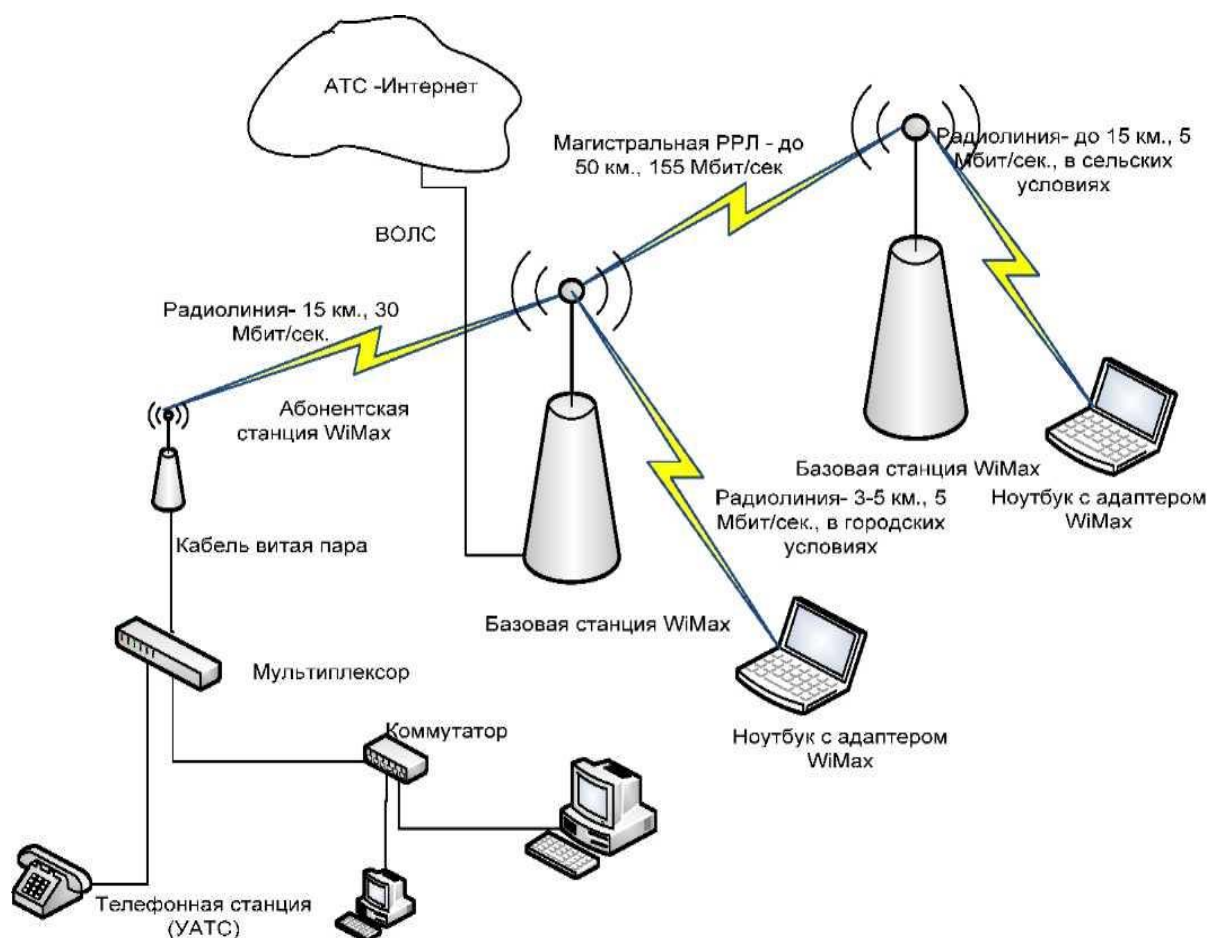 АТС -Интернет
Магистральная РРЛ - до
50 км., 155 Мбит/сек
Радиолиния- до 15 км., 5
Мбит/сек., в сельских
условиях
ВОЛС
Радиолиния- 15 км., 30
Мбит/сек.
Абонентская
станция WiMax
Базовая станция WiMax
Ноутбук с адаптером
WiMax
Радиолиния- 3-5 км., 5
Мбит/сек., в городских
условиях
Кабель витая пара
Базовая станция WiMax
Мультиплексор
Коммутатор
Ноутбук с адаптером
WiMax
Телефонная станция
(УАТС)